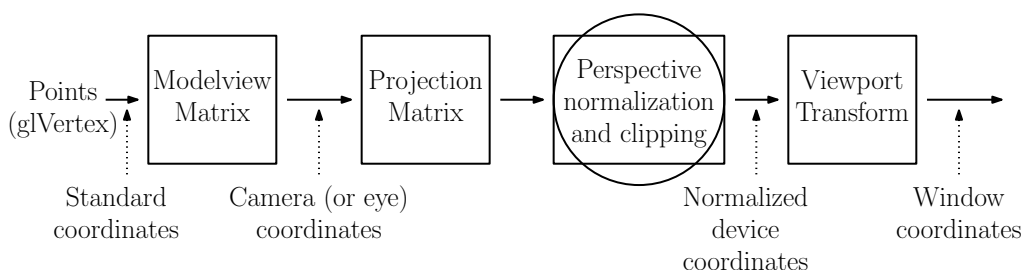 Points
(glVertex)
Modelview
Matrix
Projection
Matrix
Perspective
normalization
and clipping
Viewport
Transform
Standard
coordinates
Camera (or eye)
coordinates
Normalized
device
coordinates
Window
coordinates